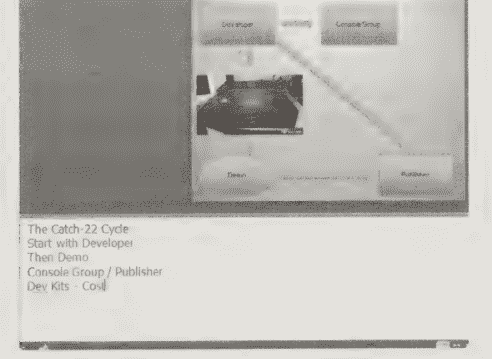 Developer
Console Group
Demo
Publisher
The Catch-22 Cycle
Start with Developer
Then Demo
Console Group / Publisher
Dev Kits - Cost